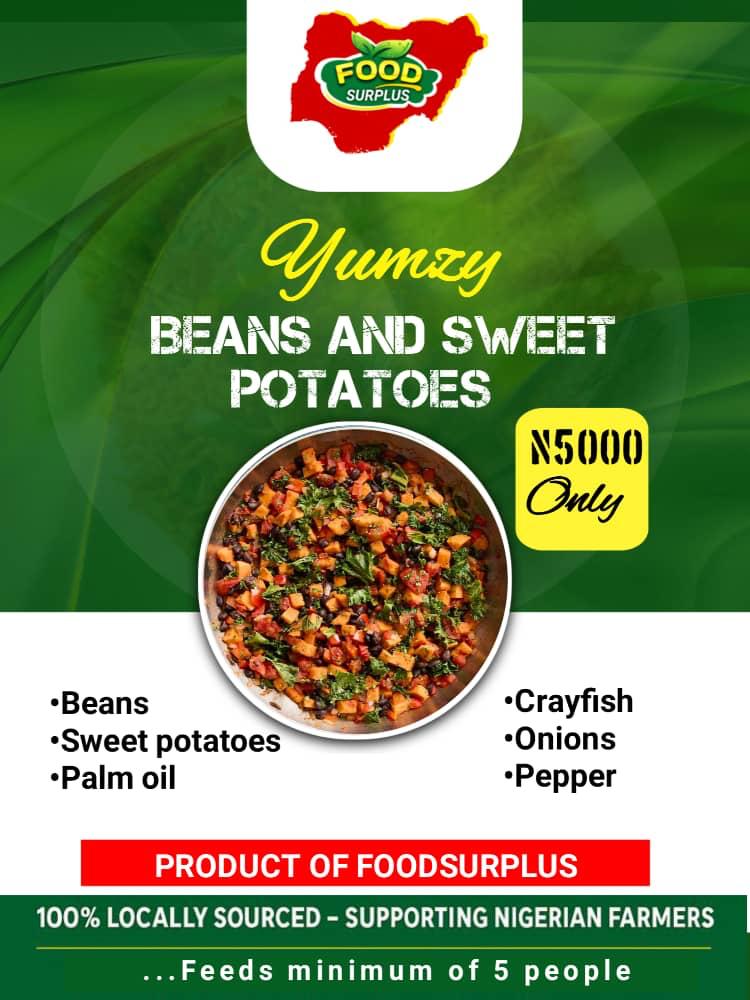 FOOD
SURPLUS
Yumzy
BEANS AND SWEET
POTATOES
N5000
Only
•Beans
•Sweet potatoes
•Palm oil
•Crayfish
•Onions
•Pepper
PRODUCT OF FOODSURPLUS
100% LOCALLY SOURCED – SUPPORTING NIGERIAN FARMERS
...Feeds minimum of 5 people